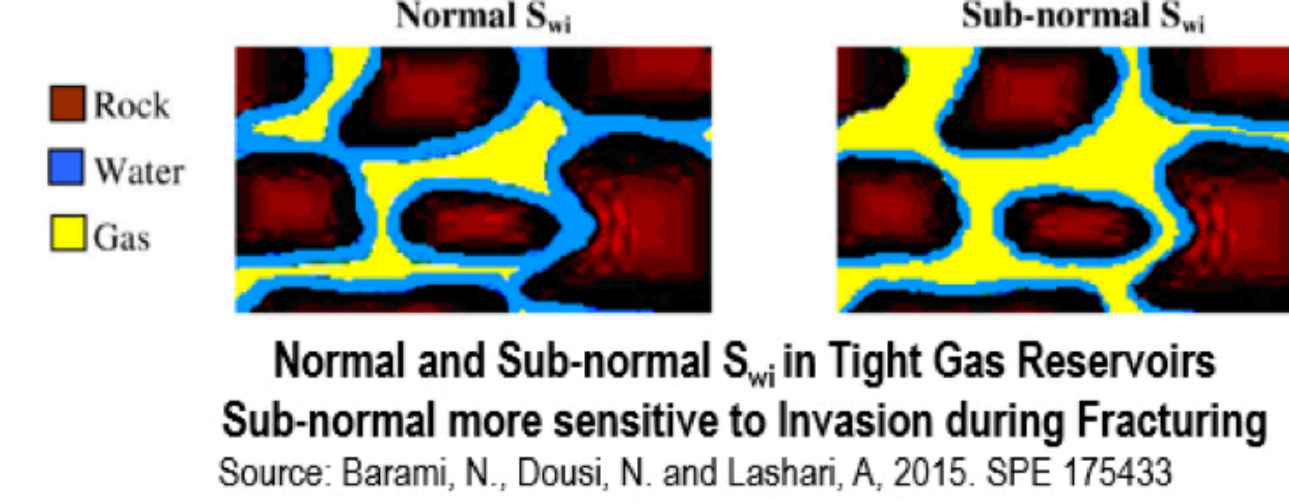 Normal Swi
Sub-normal Swi
Rock
Water
Gas
Normal and Sub-normal Swi in Tight Gas Reservoirs
Sub-normal more sensitive to Invasion during Fracturing
Source: Barami, N., Dousi, N. and Lashari, A, 2015. SPE 175433